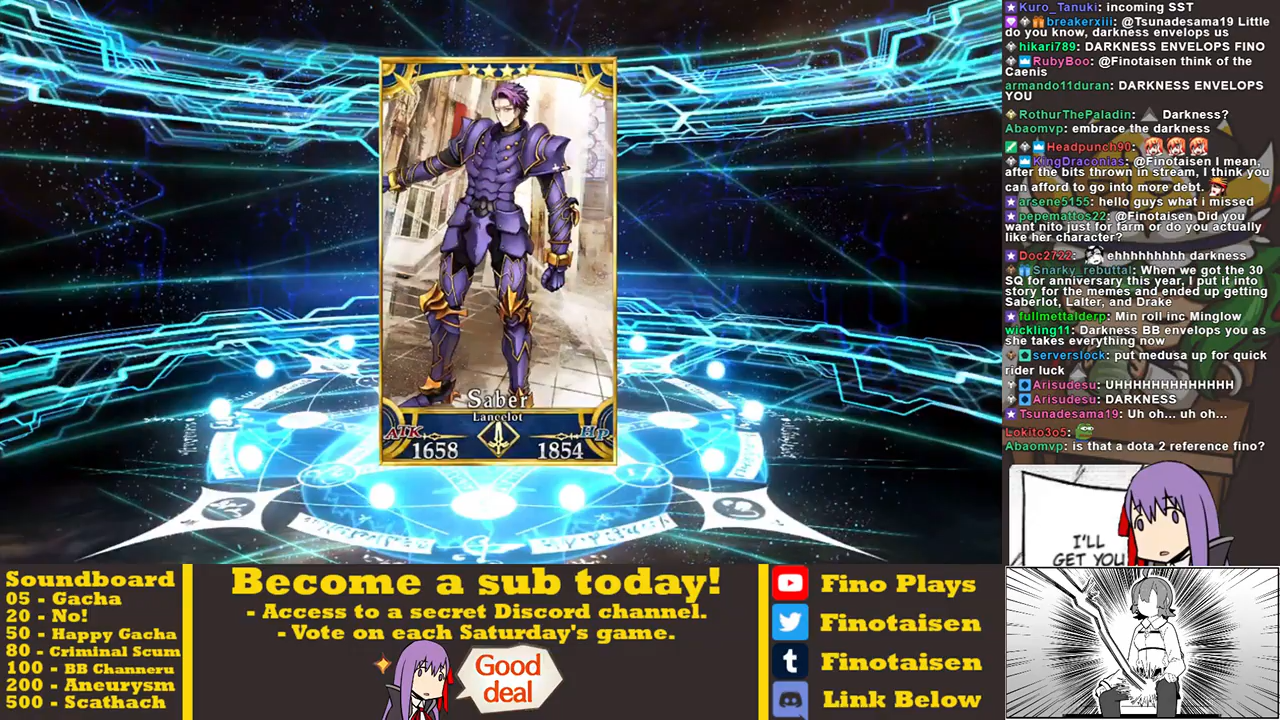 Saber
Lancelot
ATK
HP
1658
1854
Kuro_Tanuki: incoming SST
breakerxiii: @Tsunadesama19 Little
do you know, darkness envelops us
hikari789: DARKNESS ENVELOPS FINO
RubyBoo: @Finotaisen think of the
Caenis
armando11duran: DARKNESS ENVELOPS
YOU
RothurThePaladin: Darkness?
Abaomvp: embrace the darkness
Headpunch90:
KingDraconias: @Finotaisen I mean,
after the bits thrown in stream, I think you
can afford to go into more debt.
arsene5155: hello guys what i missed
pepemattos22: @Finotaisen Did you
want nito just for farm or do you actually
like her character?
Doc2722: ehhhhhhhhh darkness
Snarky_rebuttal: When we got the 30
SQ for anniversary this year, I put it into
story for the memes and ended up getting
Saberlot, Lalter, and Drake
fullmettalderp: Min roll inc Minglow
wickling11: Darkness BB envelops you as
she takes everything now
serverslock: put medusa up for quick
rider luck
Arisudesu: UHHHHHHHHHHHH
Arisudesu: DARKNESS
Tsunadesama19: Uh oh... uh oh...
Lokito3o5:
Abaomvp: is that a dota 2 reference fino?
I'LL
GET YOU
Soundboard
05 - Gacha
20 - No!
50 - Happy Gacha
80 - Criminal Scum
100 - BB Channeru
200 - Aneurysm
500 - Scathach
Become a sub today!
- Access to a secret Discord channel.
- Vote on each Saturday's game.
Good
deal
Fino Plays
Finotaisen
t Finotaisen
Link Below